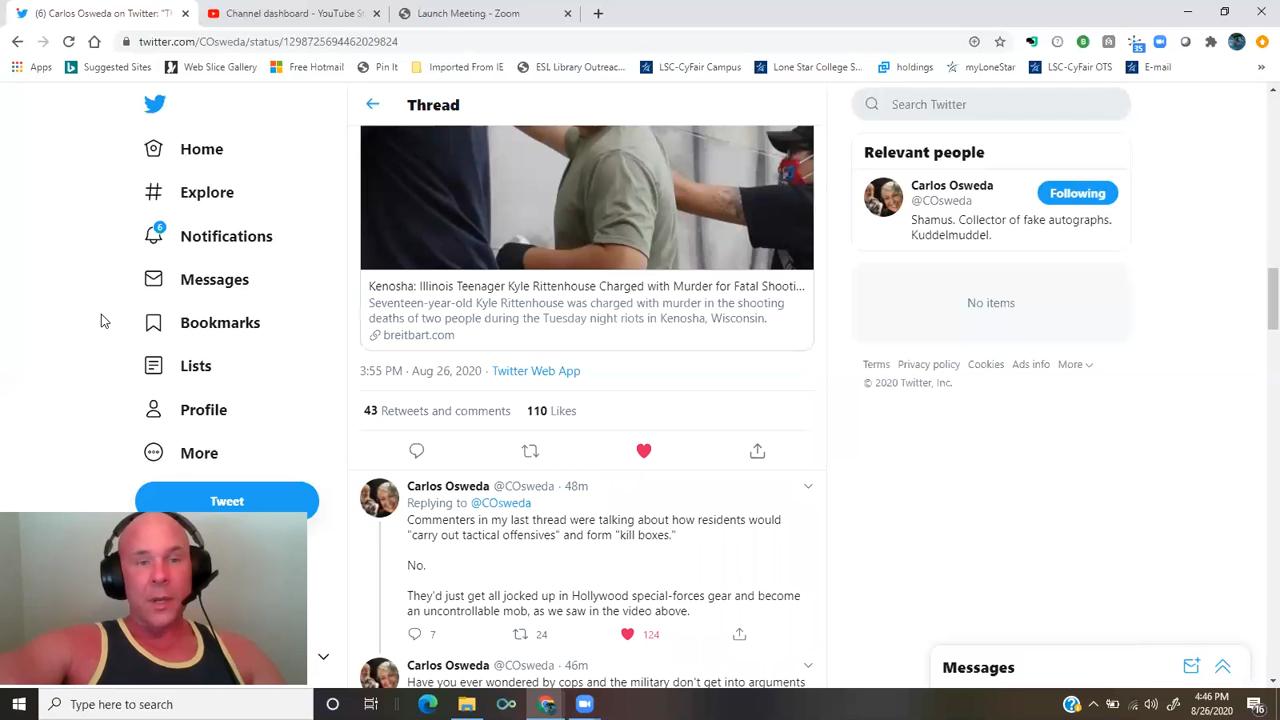 (6) Carlos Osweda on Twitter: "Th
Channel dashboard - YouTube St
Launch Meeting - Zoom
twitter.com/COsweda/status/1298725694462029824
35
Apps
Suggested Sites
Web Slice Gallery
Free Hotmail
Pin It
Imported From IE
ESL Library Outreac...
LSC-CyFair Campus
Lone Star College S...
holdings
myLoneStar
LSC-CyFair OTS
E-mail
Home
Explore
6
Notifications
Messages
Bookmarks
Lists
Profile
More
Tweet
Thread
Kenosha: Illinois Teenager Kyle Rittenhouse Charged with Murder for Fatal Shooti...
Seventeen-year-old Kyle Rittenhouse was charged with murder in the shooting
deaths of two people during the Tuesday night riots in Kenosha, Wisconsin.
breitbart.com
3:55 PM · Aug 26, 2020 · Twitter Web App
43 Retweets and comments 110 Likes
Carlos Osweda @COsweda · 48m
Replying to @COsweda
Commenters in my last thread were talking about how residents would
"carry out tactical offensives" and form "kill boxes."
No.
They'd just get all jocked up in Hollywood special-forces gear and become
an uncontrollable mob, as we saw in the video above.
7 24 124
Carlos Osweda @COsweda · 46m
Have you ever wondered by cops and the military don't get into arguments
Search Twitter
Relevant people
Carlos Osweda
@COsweda
Following
Shamus. Collector of fake autographs.
Kuddelmuddel.
No items
Terms Privacy policy Cookies Ads info More
© 2020 Twitter, Inc.
Messages
Type here to search
4:46 PM
8/26/2020
16